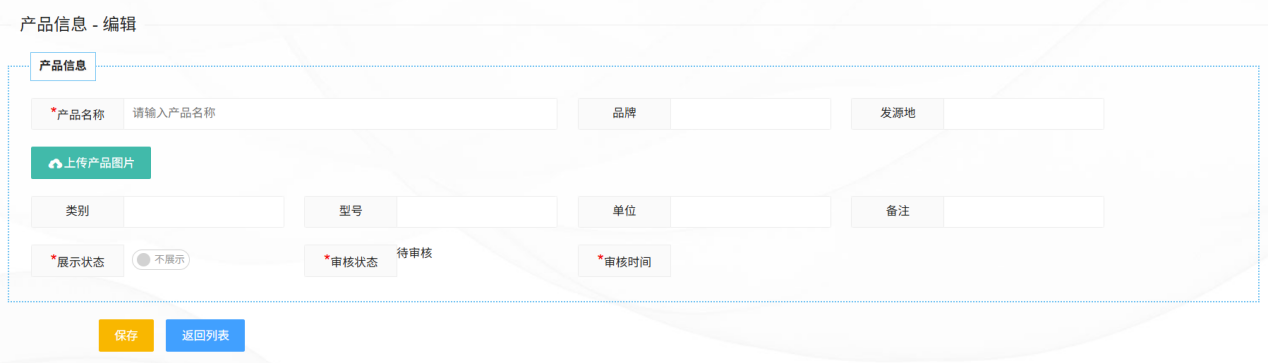 产品信息 - 编辑
产品信息
*产品名称 请输入产品名称 品牌 发源地
上传产品图片
类别 型号 单位 备注
*展示状态 不展示 *审核状态 待审核 *审核时间
保存 返回列表